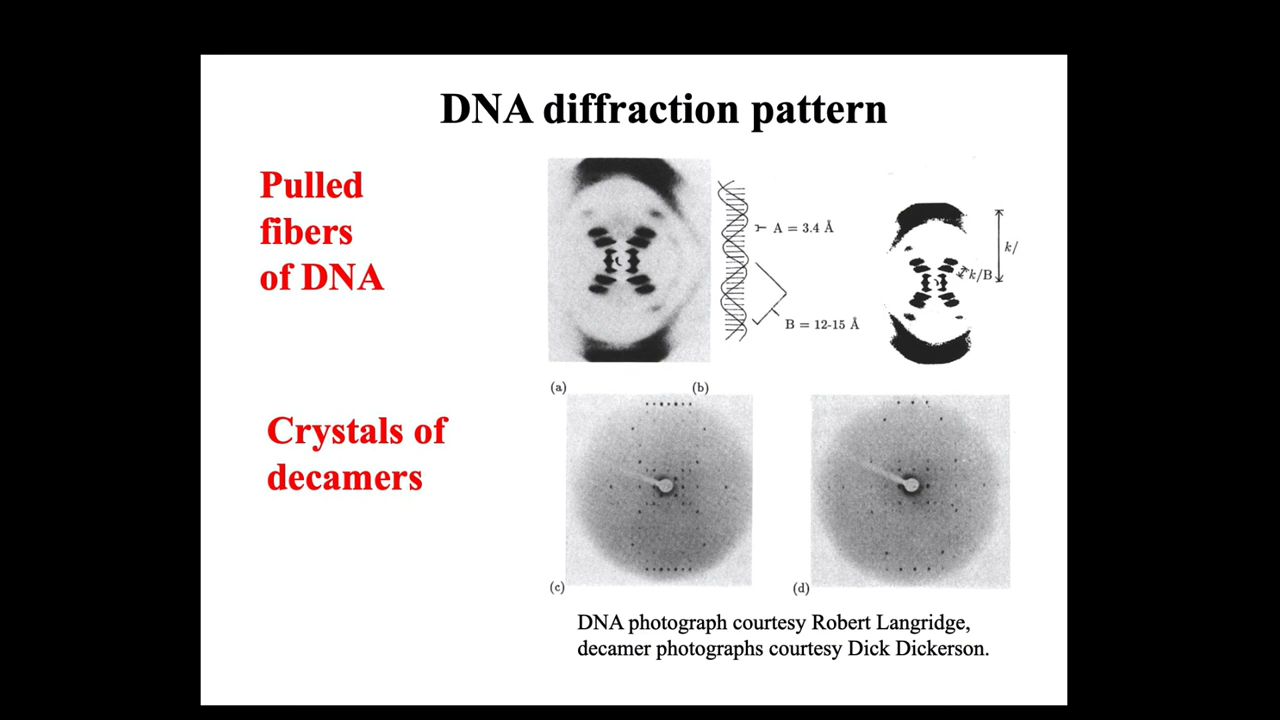 DNA diffraction pattern
Pulled
fibers
of DNA
A = 3.4 Å
B = 12-15 Å
k/
k/B
(a)
(b)
Crystals of
decamers
(c)
(d)
DNA photograph courtesy Robert Langridge,
decamer photographs courtesy Dick Dickerson.